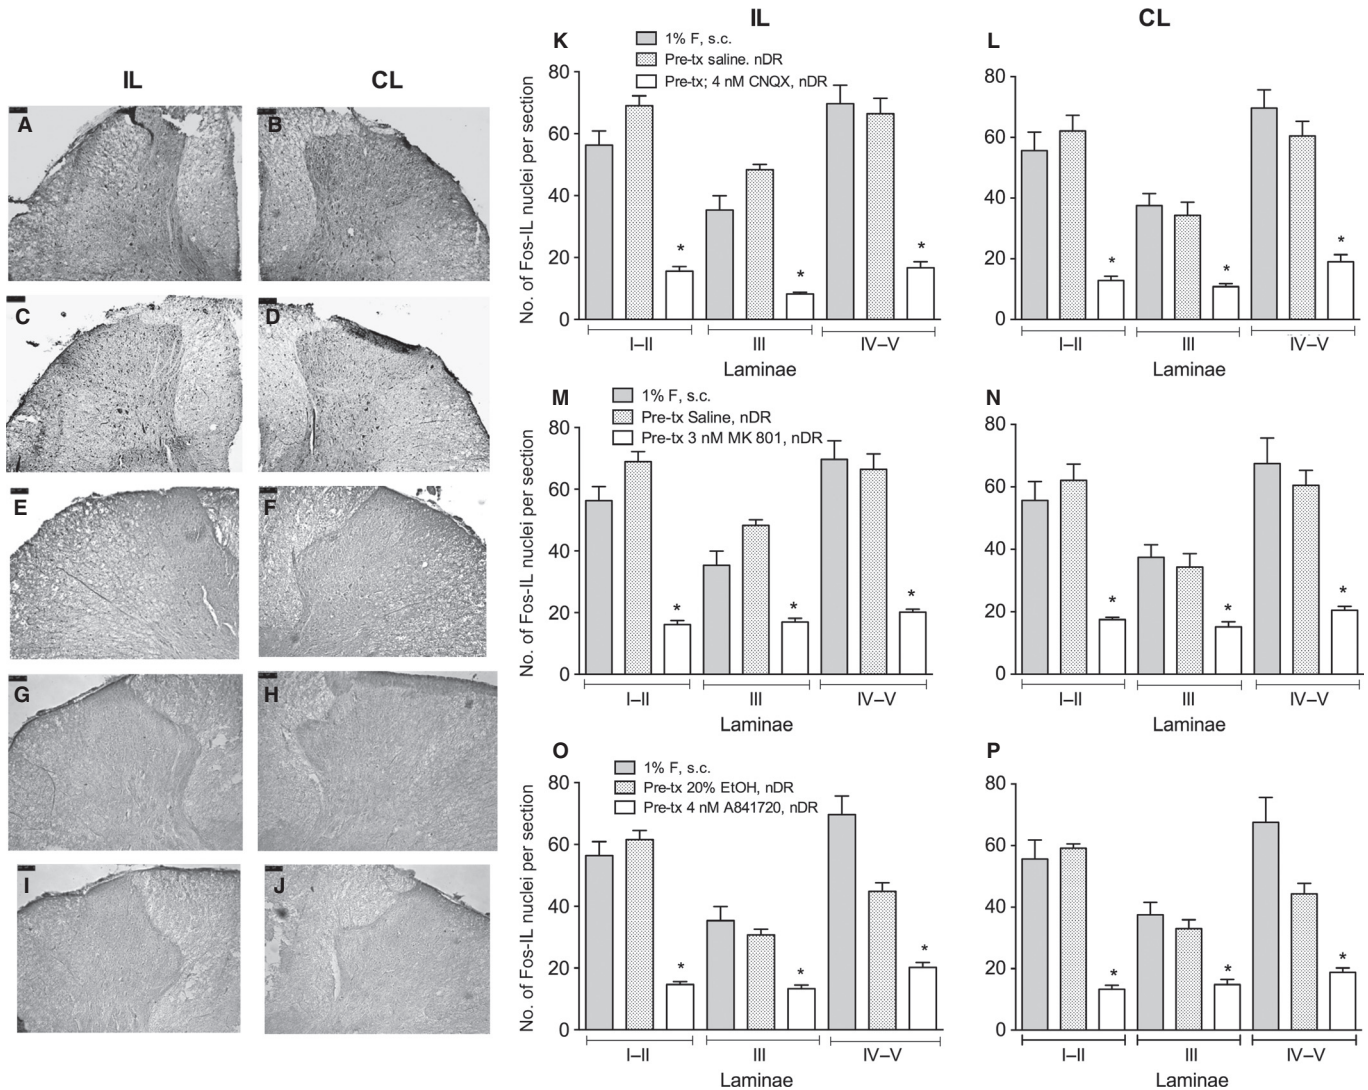 IL CL
A B
C D
E F
G H
I J
IL
K
1% F, s.c.
Pre-tx saline. nDR
Pre-tx; 4 nM CNQX, nDR
No. of Fos-IL nuclei per section
80
60
40
20
0
* * *
I–II III IV–V
Laminae
CL
L
80
60
40
20
0
* * *
I–II III IV–V
Laminae
M
1% F, s.c.
Pre-tx Saline, nDR
Pre-tx 3 nM MK 801, nDR
No. of Fos-IL nuclei per section
80
60
40
20
0
* * *
I–II III IV–V
Laminae
N
80
60
40
20
0
* * *
I–II III IV–V
Laminae
O
1% F, s.c.
Pre-tx 20% EtOH, nDR
Pre-tx 4 nM A841720, nDR
No. of Fos-IL nuclei per section
80
60
40
20
0
* * *
I–II III IV–V
Laminae
P
80
60
40
20
0
* * *
I–II III IV–V
Laminae